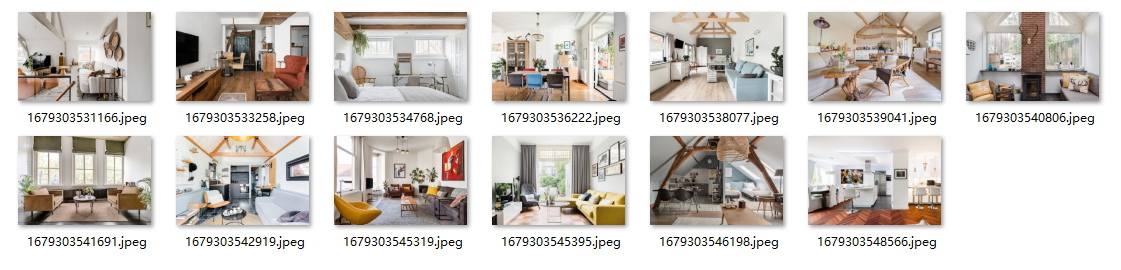 1679303531166.jpeg
1679303533258.jpeg
1679303534768.jpeg
1679303536222.jpeg
1679303538077.jpeg
1679303539041.jpeg
1679303540806.jpeg
1679303541691.jpeg
1679303542919.jpeg
1679303545319.jpeg
1679303545395.jpeg
1679303546198.jpeg
1679303548566.jpeg